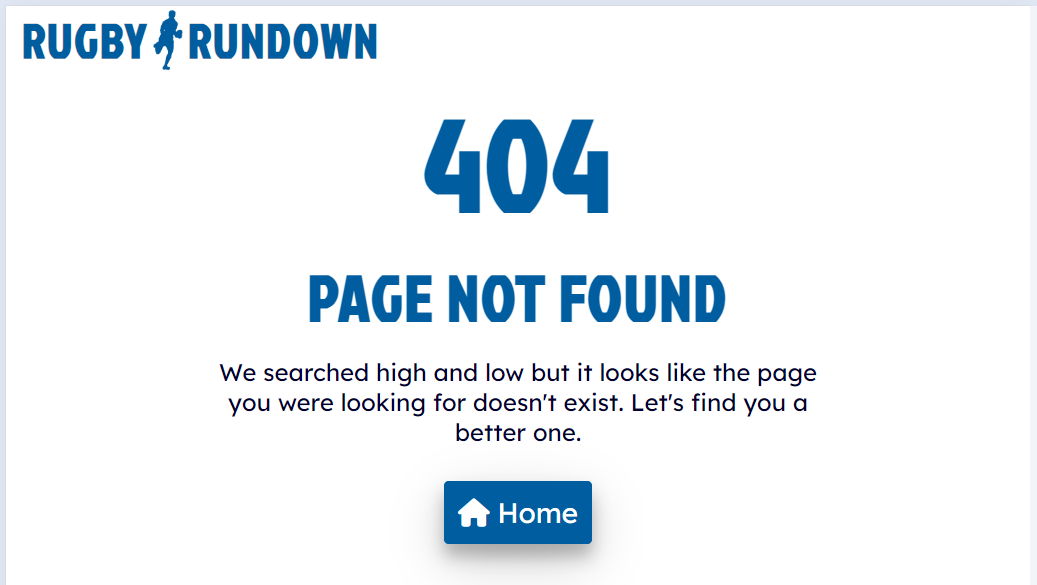 RUGBY RUNDOWN
404
PAGE NOT FOUND
We searched high and low but it looks like the page
you were looking for doesn't exist. Let's find you a
better one.
Home